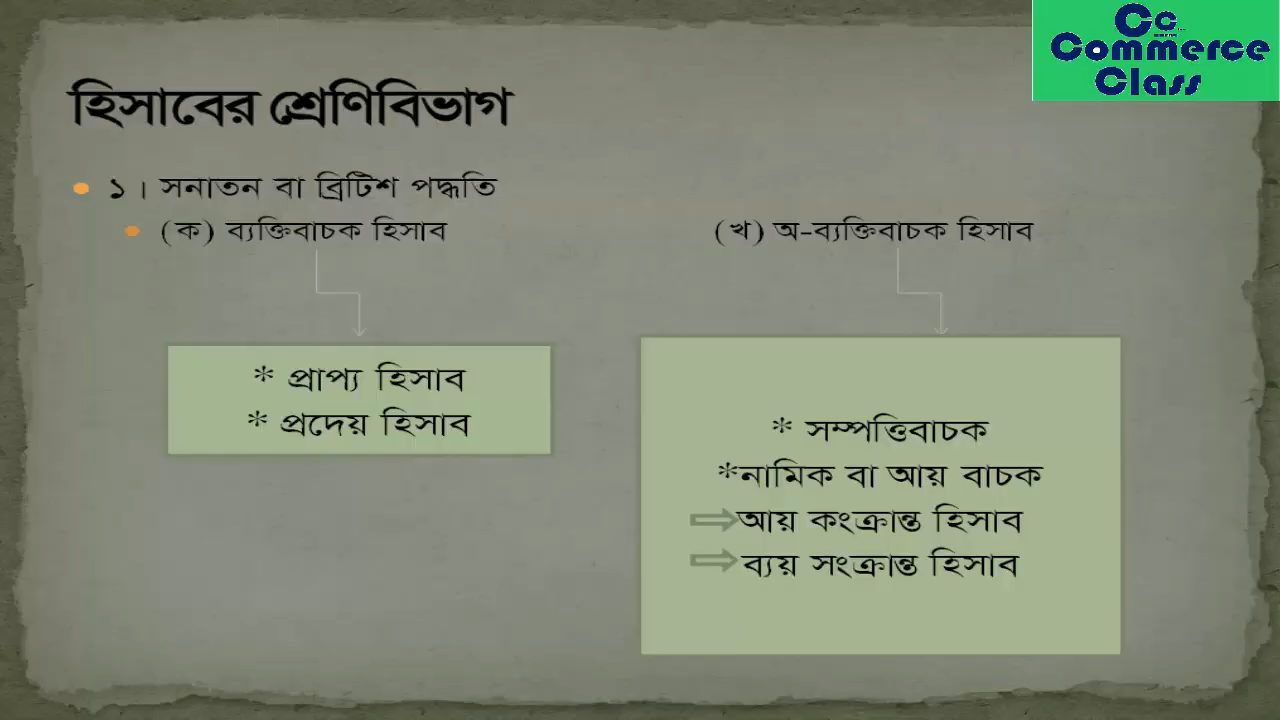 Cc
Commerce
Class
হিসাবের শ্রেণিবিভাগ
১। সনাতন বা ব্রিটিশ পদ্ধতি
(ক) ব্যক্তিবাচক হিসাব (খ) অ-ব্যক্তিবাচক হিসাব
* প্রাপ্য হিসাব
* প্রদেয় হিসাব
* সম্পত্তিবাচক
*নামিক বা আয় বাচক
আয় কংক্রান্ত হিসাব
ব্যয় সংক্রান্ত হিসাব